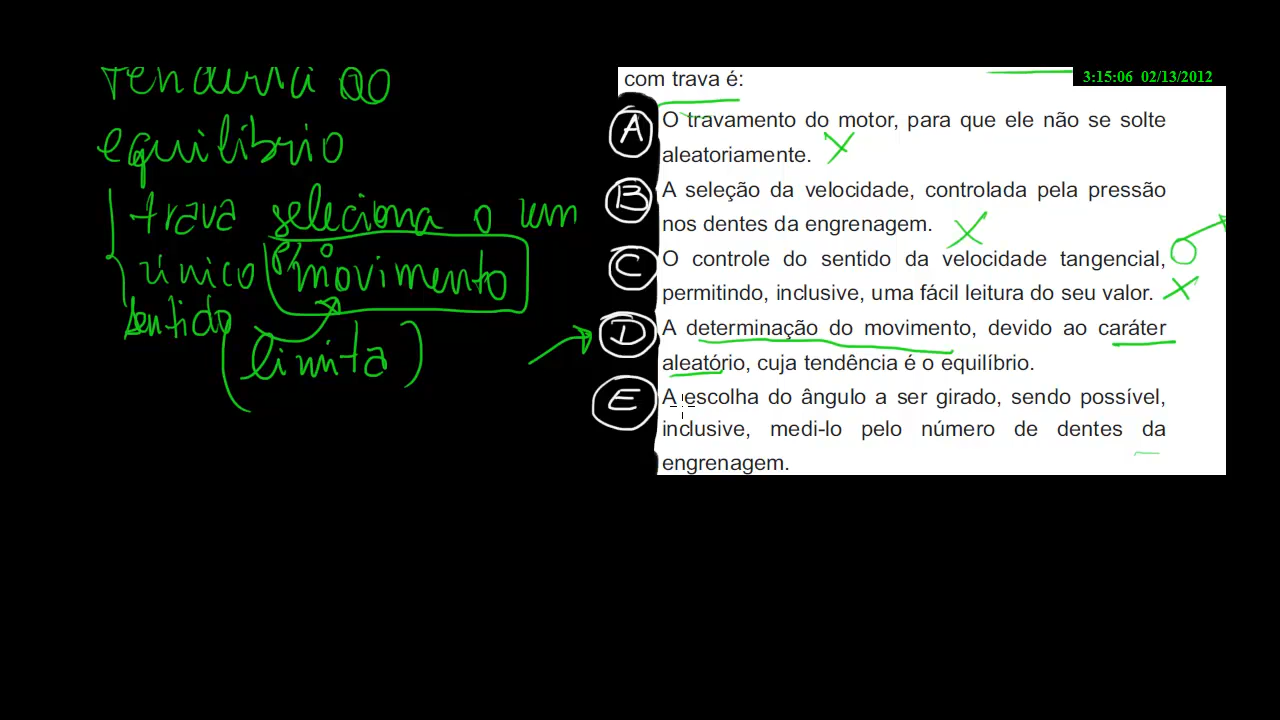 tenderia ao
equilíbrio
trava seleciona o um
único movimento
sentido
(limita)
3:15:06 02/13/2012
com trava é:
A O travamento do motor, para que ele não se solte
aleatoriamente.
B A seleção da velocidade, controlada pela pressão
nos dentes da engrenagem.
C O controle do sentido da velocidade tangencial,
permitindo, inclusive, uma fácil leitura do seu valor.
D A determinação do movimento, devido ao caráter
aleatório, cuja tendência é o equilíbrio.
E A escolha do ângulo a ser girado, sendo possível,
inclusive, medi-lo pelo número de dentes da
engrenagem.